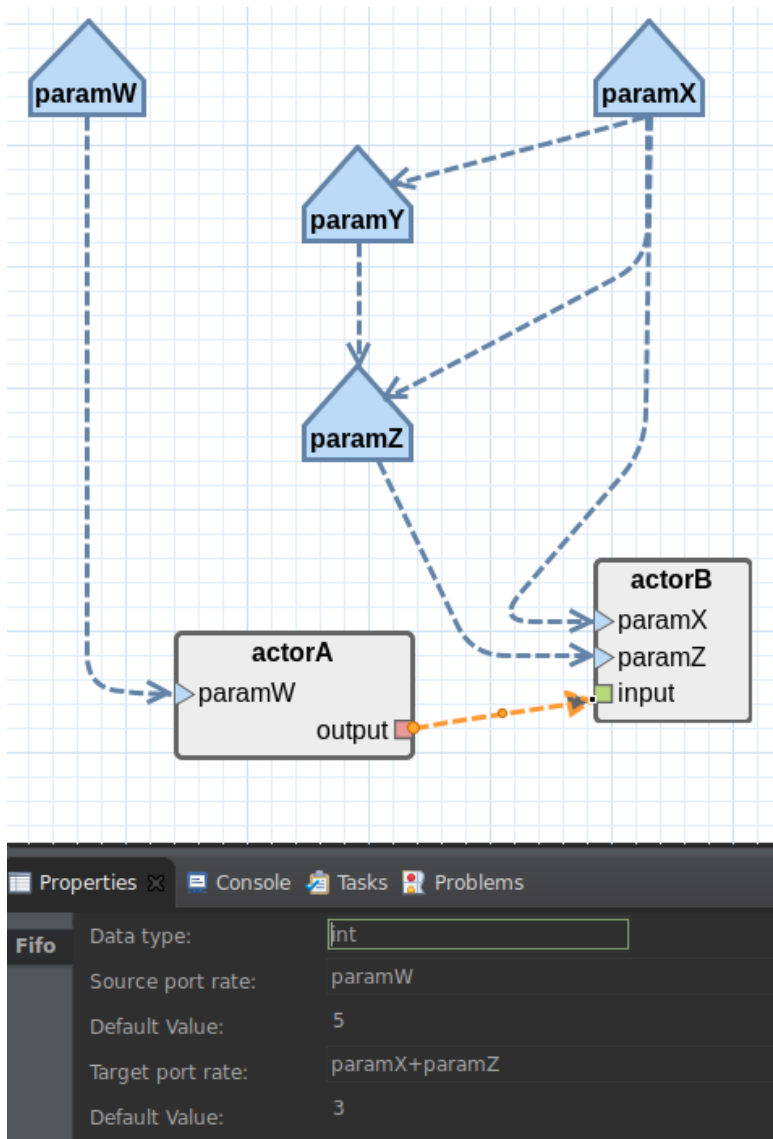 paramW
paramX
paramY
paramZ
actorB
paramX
paramZ
input
actorA
paramW
output
Properties Console Tasks Problems
Fifo
Data type: int
Source port rate: paramW
Default Value: 5
Target port rate: paramX+paramZ
Default Value: 3